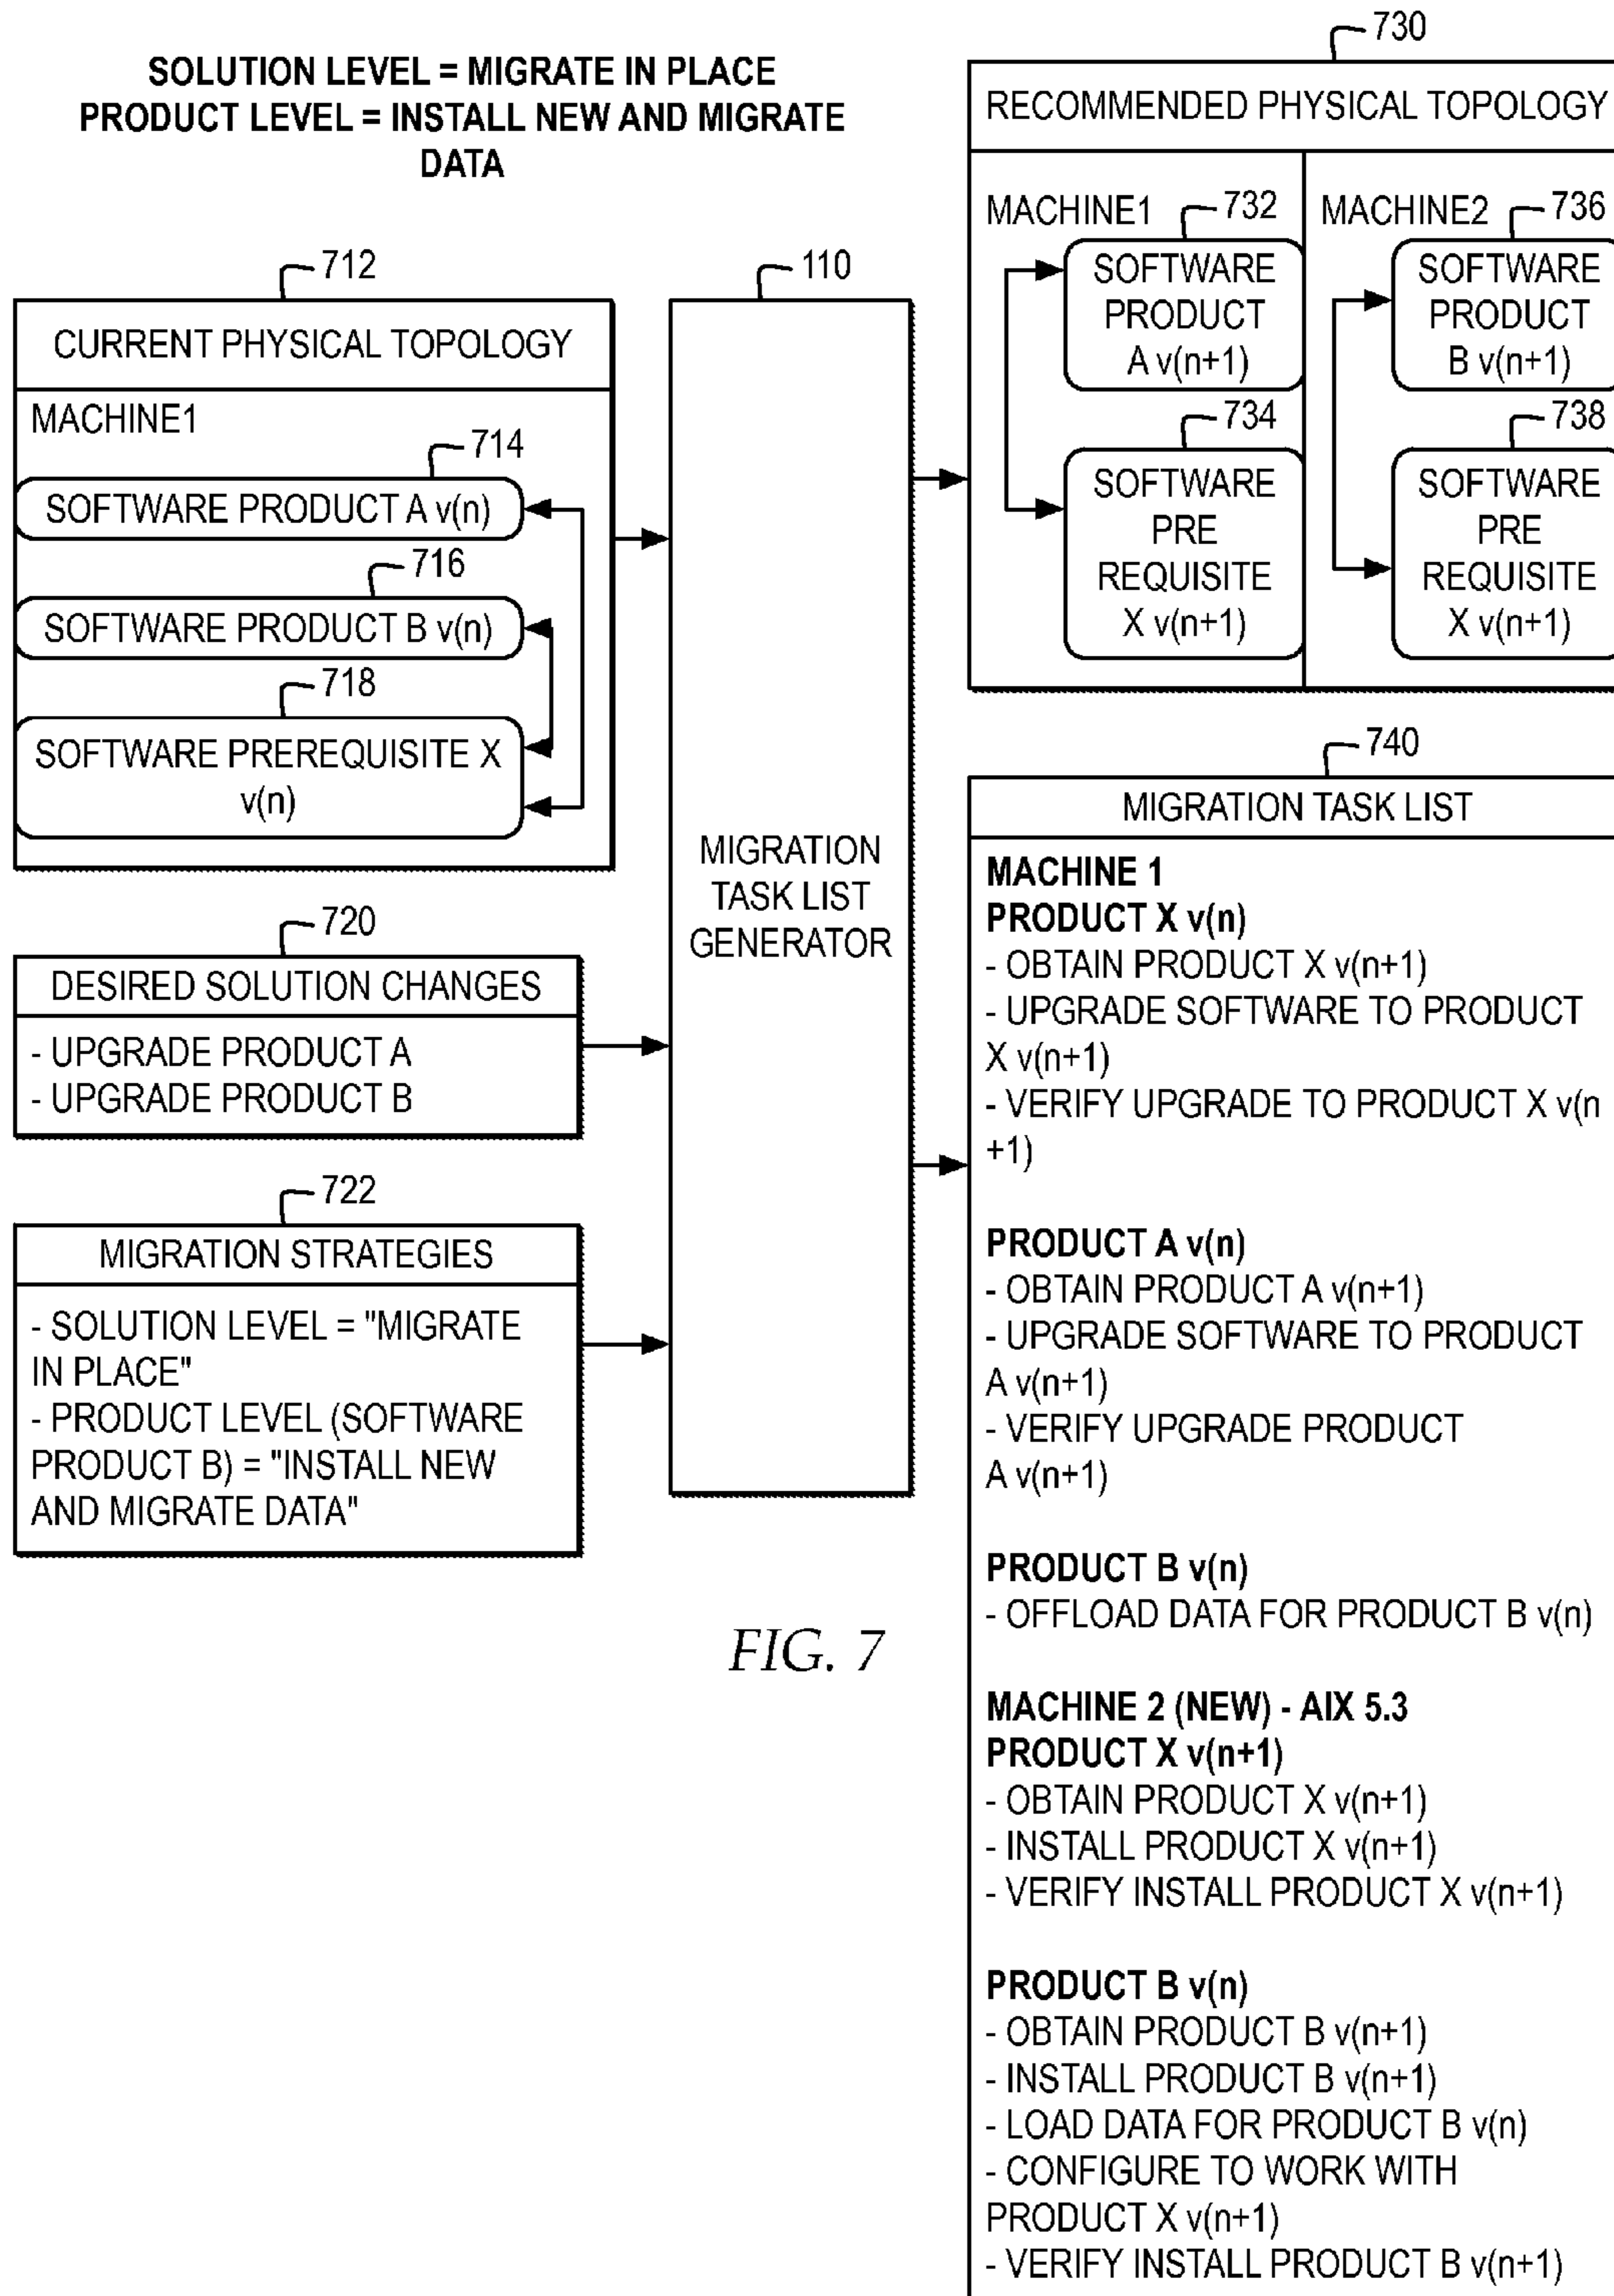 SOLUTION LEVEL = MIGRATE IN PLACE
PRODUCT LEVEL = INSTALL NEW AND MIGRATE
DATA
712
CURRENT PHYSICAL TOPOLOGY
MACHINE1
714
SOFTWARE PRODUCT A v(n)
716
SOFTWARE PRODUCT B v(n)
718
SOFTWARE PREREQUISITE X
v(n)
720
DESIRED SOLUTION CHANGES
- UPGRADE PRODUCT A
- UPGRADE PRODUCT B
722
MIGRATION STRATEGIES
- SOLUTION LEVEL = "MIGRATE
IN PLACE"
- PRODUCT LEVEL (SOFTWARE
PRODUCT B) = "INSTALL NEW
AND MIGRATE DATA"
110
MIGRATION
TASK LIST
GENERATOR
730
RECOMMENDED PHYSICAL TOPOLOGY
MACHINE1
732
SOFTWARE
PRODUCT
A v(n+1)
734
SOFTWARE
PRE
REQUISITE
X v(n+1)
MACHINE2
736
SOFTWARE
PRODUCT
B v(n+1)
738
SOFTWARE
PRE
REQUISITE
X v(n+1)
740
MIGRATION TASK LIST
MACHINE 1
PRODUCT X v(n)
- OBTAIN PRODUCT X v(n+1)
- UPGRADE SOFTWARE TO PRODUCT
X v(n+1)
- VERIFY UPGRADE TO PRODUCT X v(n
+1)
PRODUCT A v(n)
- OBTAIN PRODUCT A v(n+1)
- UPGRADE SOFTWARE TO PRODUCT
A v(n+1)
- VERIFY UPGRADE PRODUCT
A v(n+1)
PRODUCT B v(n)
- OFFLOAD DATA FOR PRODUCT B v(n)
MACHINE 2 (NEW) - AIX 5.3
PRODUCT X v(n+1)
- OBTAIN PRODUCT X v(n+1)
- INSTALL PRODUCT X v(n+1)
- VERIFY INSTALL PRODUCT X v(n+1)
PRODUCT B v(n)
- OBTAIN PRODUCT B v(n+1)
- INSTALL PRODUCT B v(n+1)
- LOAD DATA FOR PRODUCT B v(n)
- CONFIGURE TO WORK WITH
PRODUCT X v(n+1)
- VERIFY INSTALL PRODUCT B v(n+1)
FIG. 7